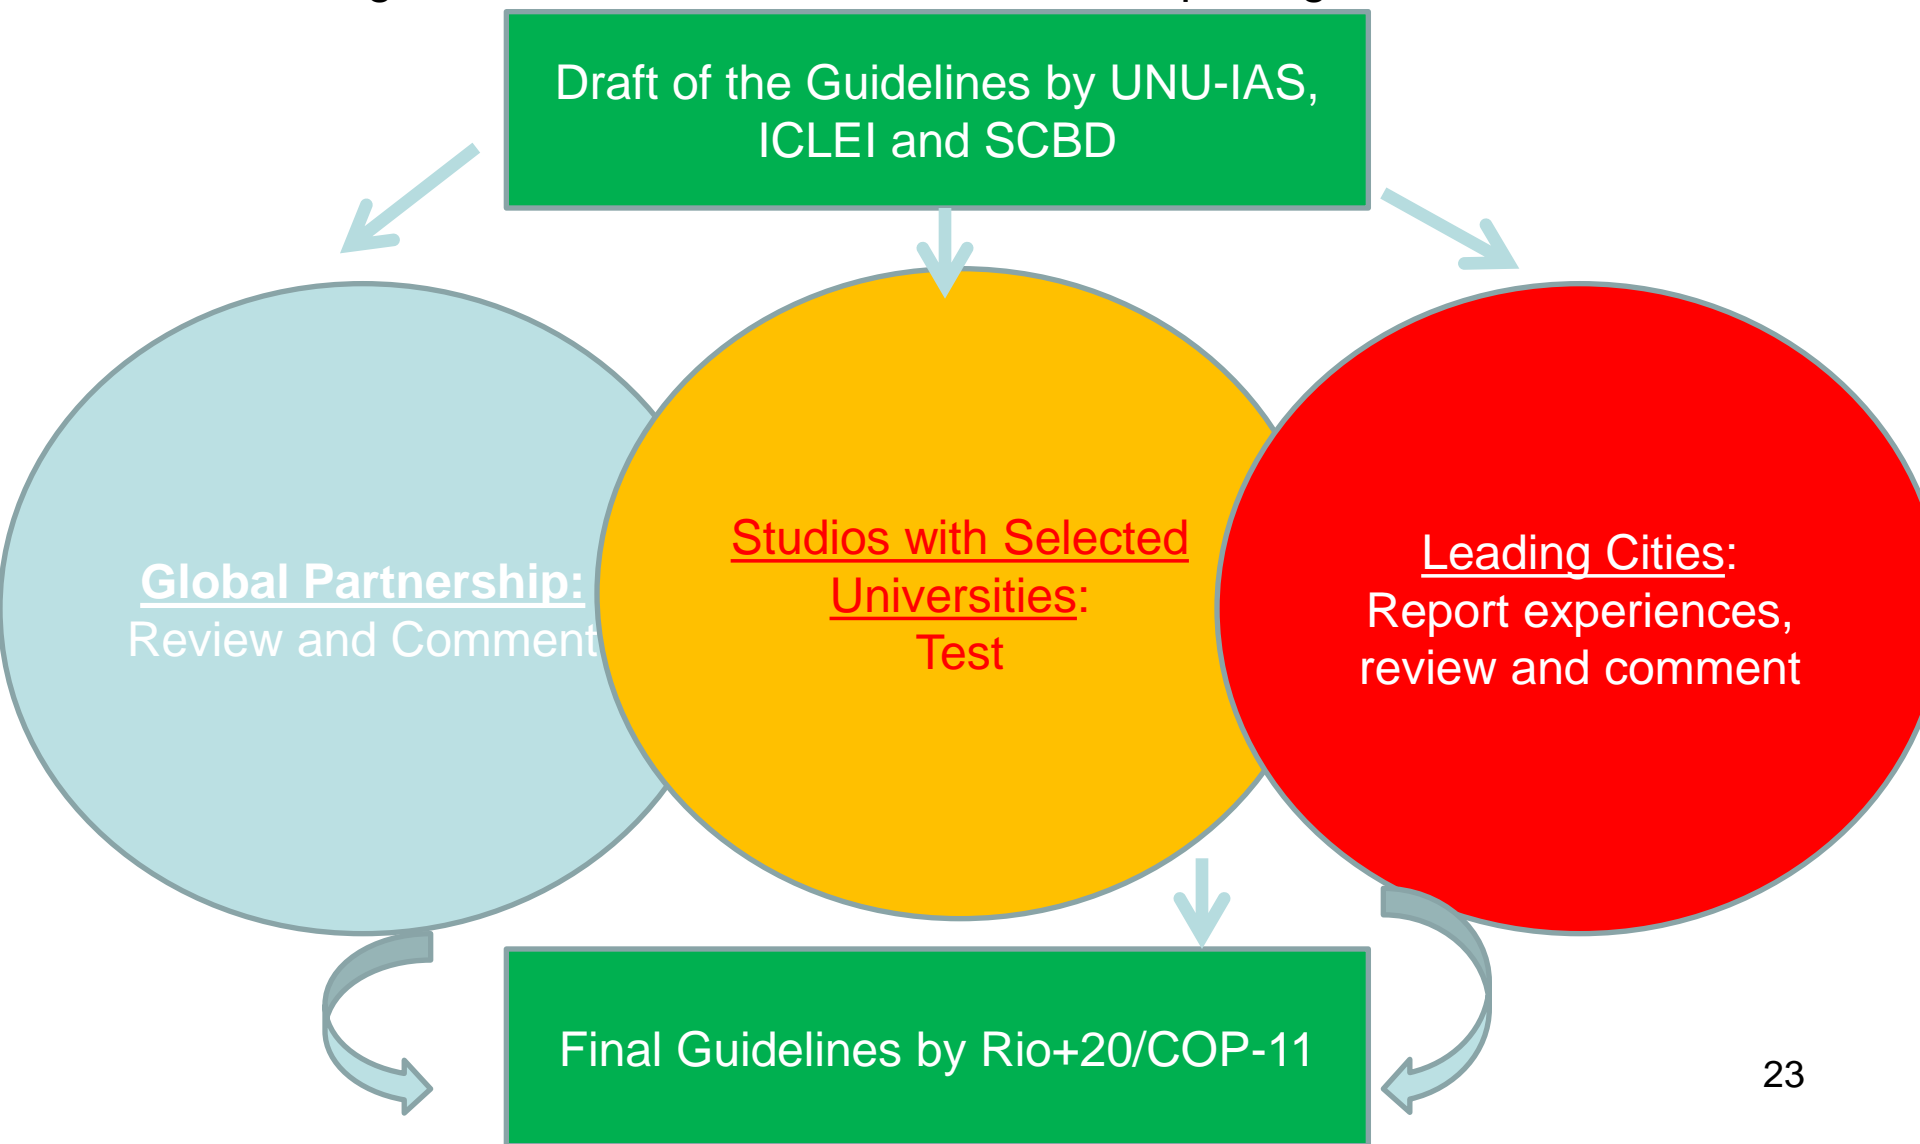 Draft of the Guidelines by UNU-IAS,
ICLEI and SCBD
Global Partnership:
Review and Comment
Studios with Selected
Universities:
Test
Leading Cities:
Report experiences,
review and comment
Final Guidelines by Rio+20/COP-11
23